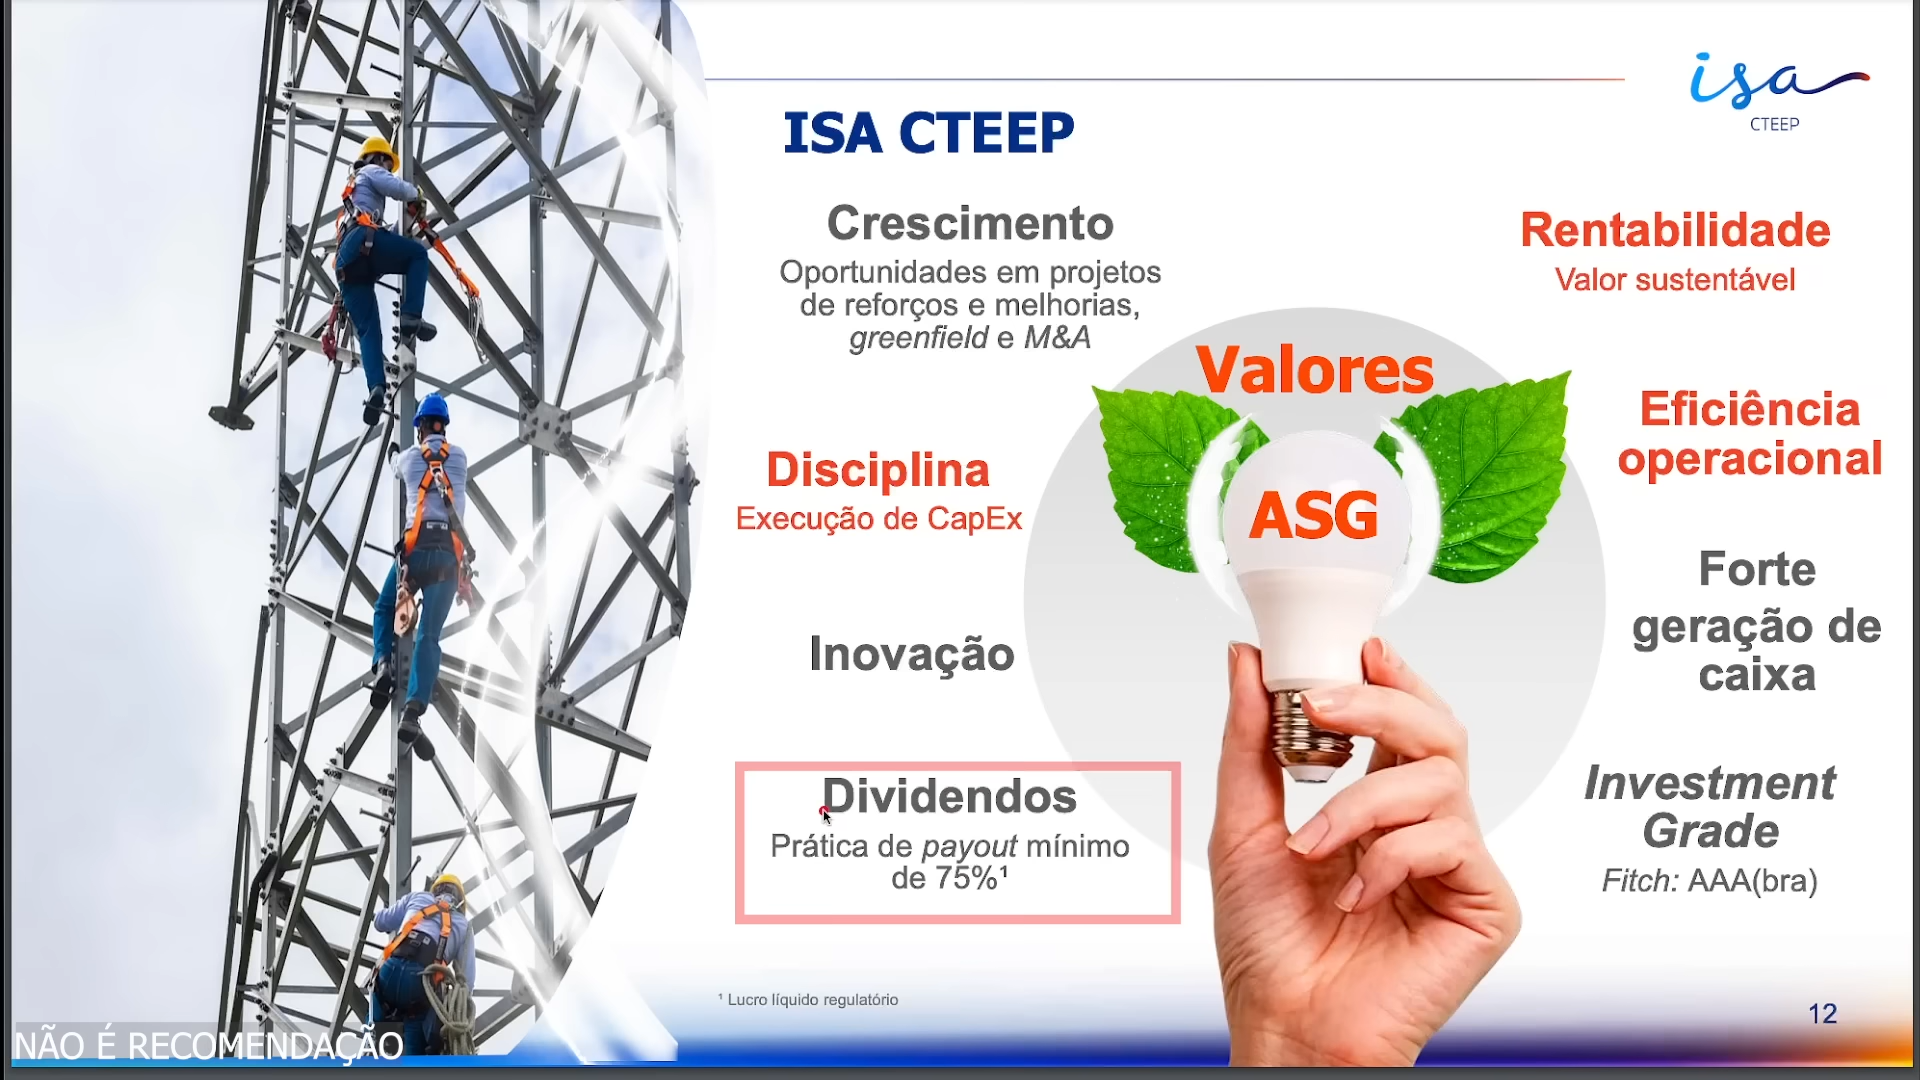 isa
CTEEP
ISA CTEEP
Crescimento
Oportunidades em projetos
de reforços e melhorias,
greenfield e M&A
Rentabilidade
Valor sustentável
Valores
ASG
Disciplina
Execução de CapEx
Eficiência
operacional
Inovação
Forte
geração de
caixa
Dividendos
Prática de payout mínimo
de 75%¹
Investment
Grade
Fitch: AAA(bra)
¹ Lucro líquido regulatório
12
NÃO É RECOMENDAÇÃO